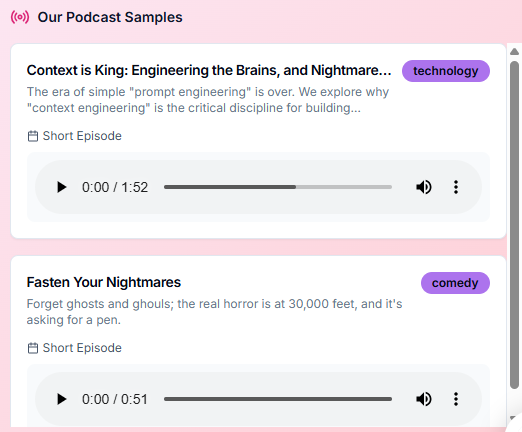 Our Podcast Samples
Context is King: Engineering the Brains, and Nightmare...
technology
The era of simple "prompt engineering" is over. We explore why
"context engineering" is the critical discipline for building...
Short Episode
0:00 / 1:52
Fasten Your Nightmares
comedy
Forget ghosts and ghouls; the real horror is at 30,000 feet, and it's
asking for a pen.
Short Episode
0:00 / 0:51